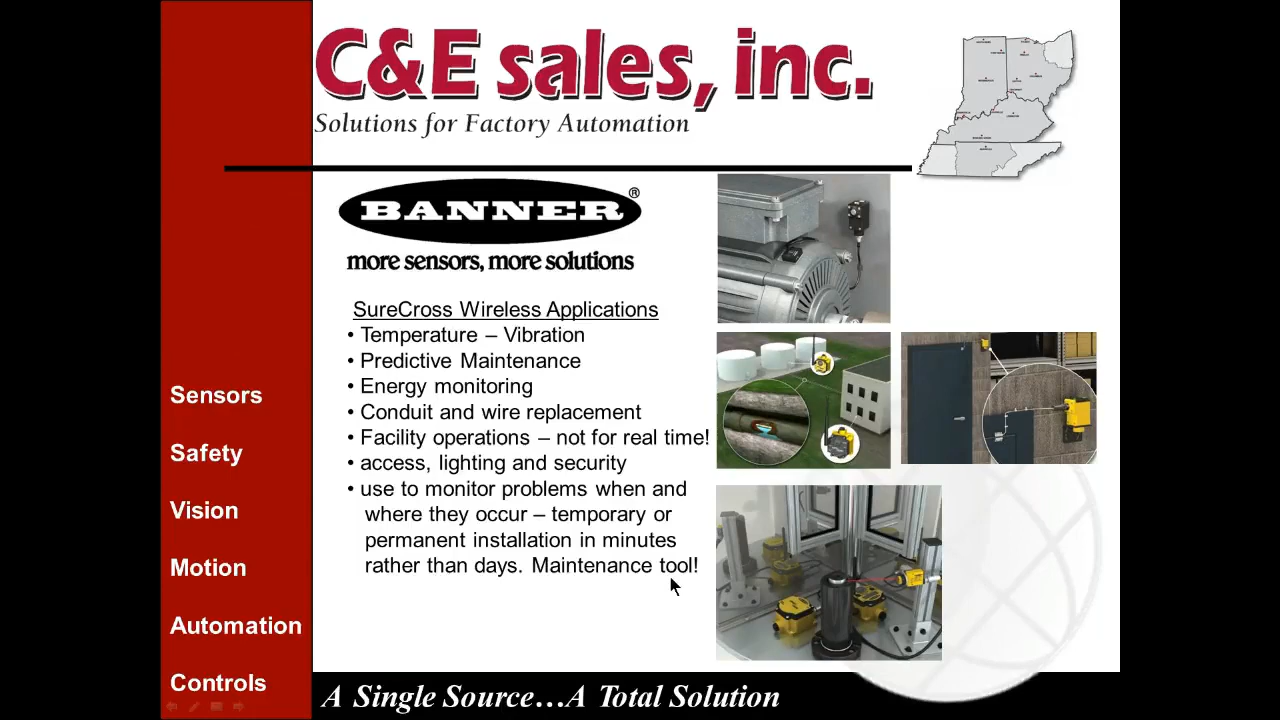 C&E sales, inc.
Solutions for Factory Automation
BANNER®
more sensors, more solutions
SureCross Wireless Applications
• Temperature – Vibration
• Predictive Maintenance
• Energy monitoring
• Conduit and wire replacement
• Facility operations – not for real time!
• access, lighting and security
• use to monitor problems when and
where they occur – temporary or
permanent installation in minutes
rather than days. Maintenance tool!
Sensors
Safety
Vision
Motion
Automation
Controls
A Single Source…A Total Solution